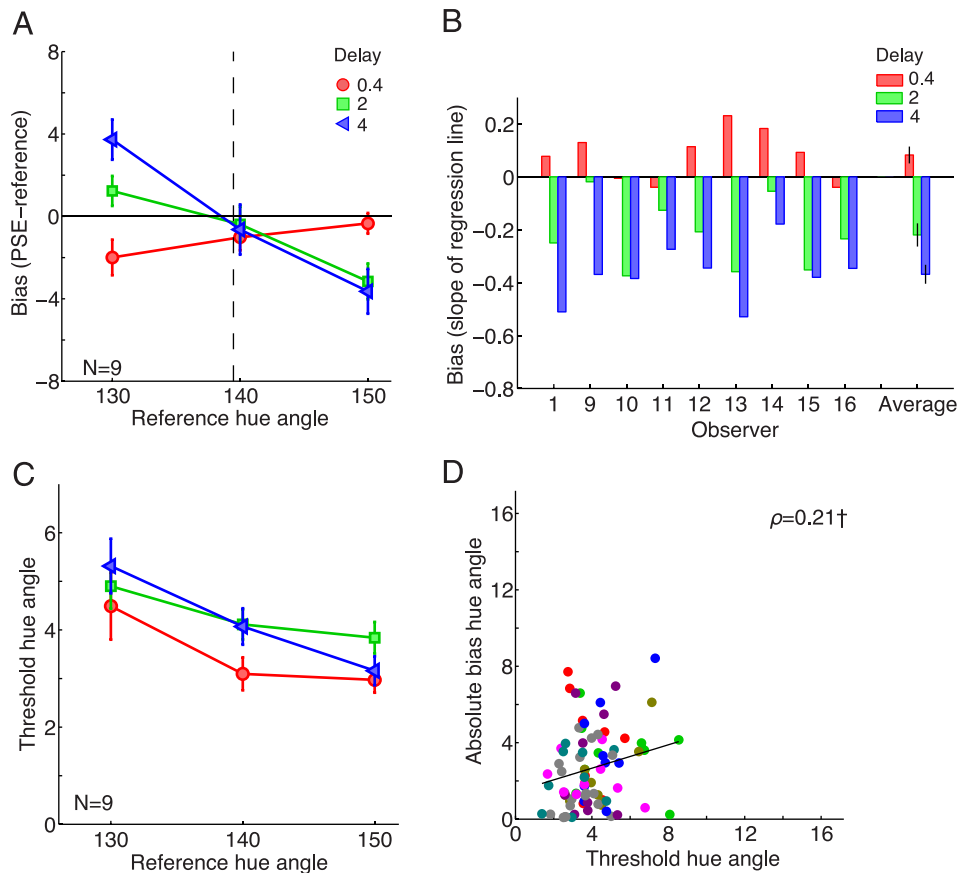 A
Bias (PSE−reference)
8
4
0
−4
−8
Delay
0.4
2
4
N=9
130
140
150
Reference hue angle
B
Bias (slope of regression line)
0.2
0
−0.2
−0.4
−0.6
−0.8
Delay
0.4
2
4
1 9 10 11 12 13 14 15 16 Average
Observer
C
Threshold hue angle
6
4
2
0
N=9
130
140
150
Reference hue angle
D
Absolute bias hue angle
16
12
8
4
0
ρ=0.21†
0 4 8 12 16
Threshold hue angle